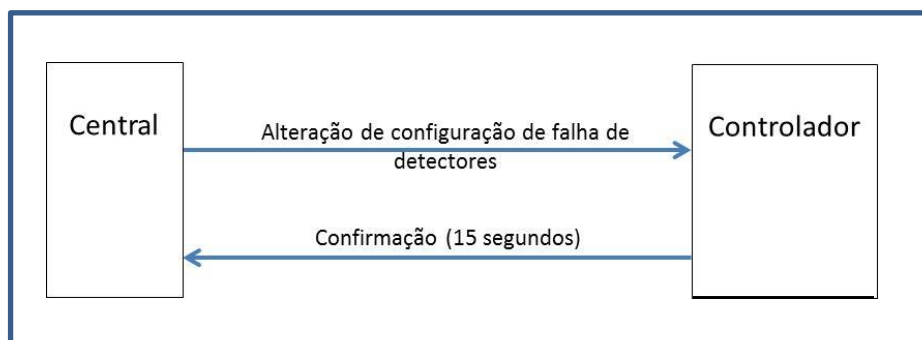 Central
Alteração de configuração de falha de
detectores
Controlador
Confirmação (15 segundos)